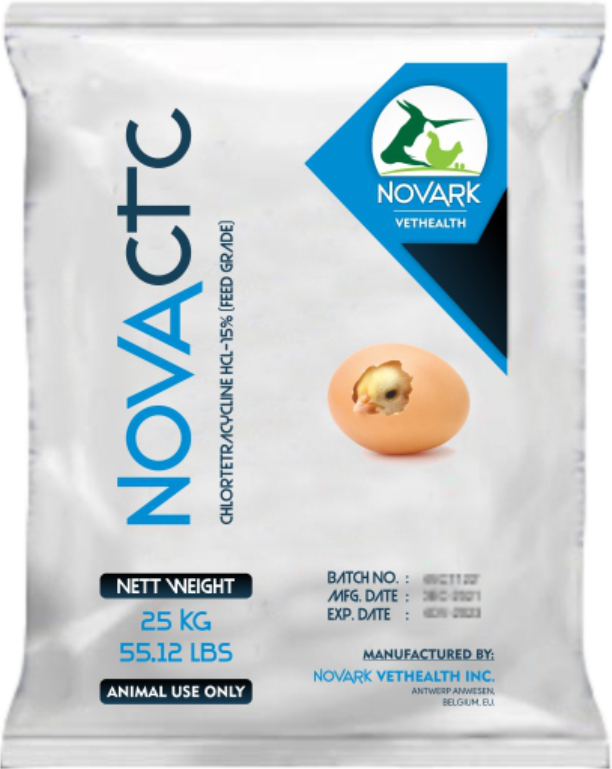 NOVARK
VETHEALTH
NOVACTC
CHLORTETRACYCLINE HCL-15% (FEED GRADE)
NETT WEIGHT
25 KG
55.12 LBS
ANIMAL USE ONLY
BATCH NO. :
MFG. DATE :
EXP. DATE :
MANUFACTURED BY:
NOVARK VETHEALTH INC.
ANTWERP ANWESEN,
BELGIUM, EU.